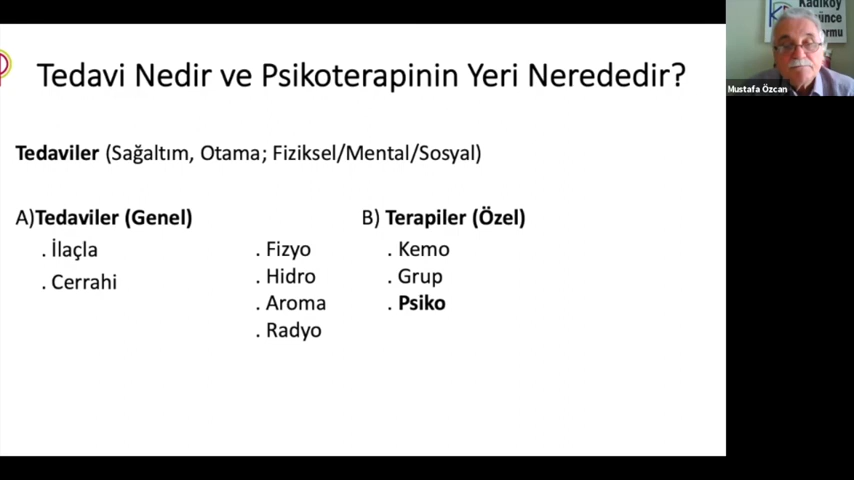 Tedavi Nedir ve Psikoterapinin Yeri Nerededir?
Tedaviler (Sağaltım, Otama; Fiziksel/Mental/Sosyal)
A)Tedaviler (Genel)
. İlaçla
. Cerrahi
. Fizyo
. Hidro
. Aroma
. Radyo
B) Terapiler (Özel)
. Kemo
. Grup
. Psiko
Kadıköy
Mustafa Özcan